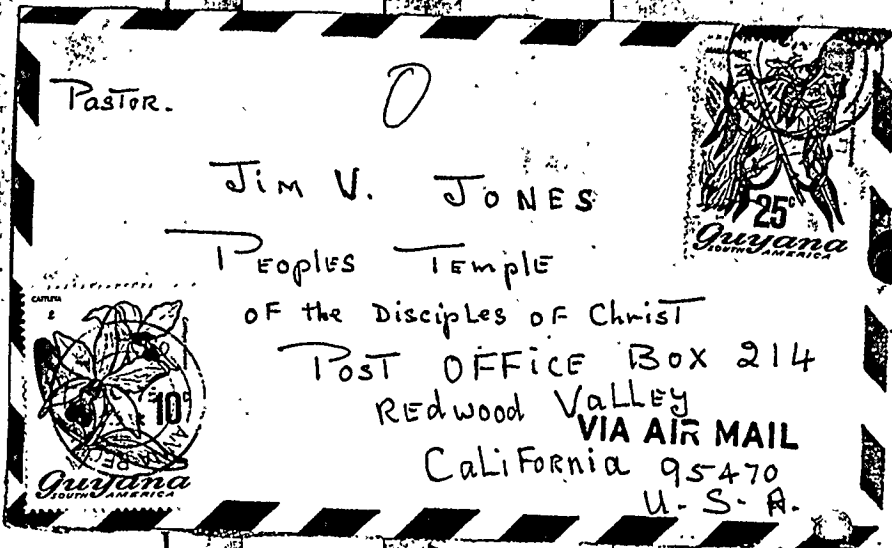 Pastor.
Jim V. Jones
Peoples Temple
of the Disciples of Christ
Post Office Box 214
Redwood Valley
VIA AIR MAIL
California 95470
U.S.A.
25c
Guyana
SOUTH AMERICA
CATTLEYA
10c
Guyana
SOUTH AMERICA